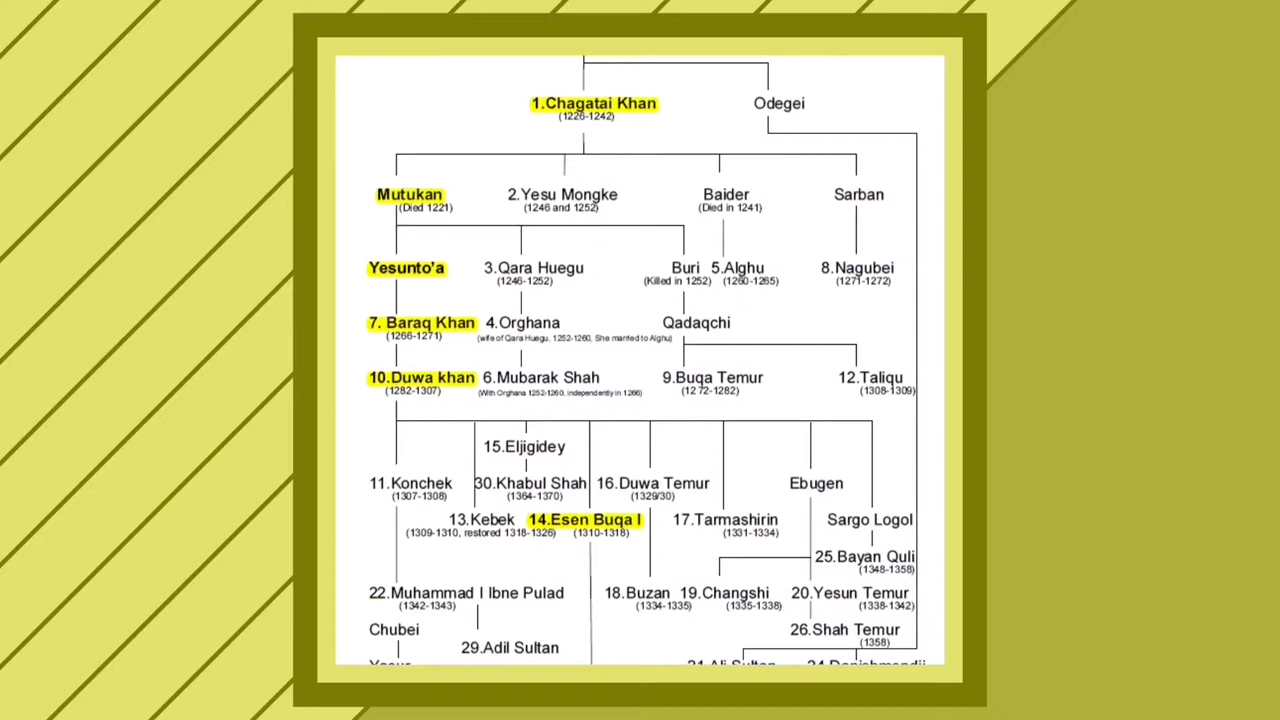 1.Chagatai Khan Odegei
(1226-1242)
Mutukan 2.Yesu Mongke Baider Sarban
(Died 1221) (1246 and 1252) (Died in 1241)
Yesunto'a 3.Qara Huegu Buri 5.Alghu 8.Nagubei
(1246-1252) (Killed in 1252) (1260-1265) (1271-1272)
7. Baraq Khan 4.Orghana Qadaqchi
(1266-1271) (wife of Qara Huegu, 1252-1260, She married to Alghu)
10.Duwa khan 6.Mubarak Shah 9.Buqa Temur 12.Taliqu
(1282-1307) (With Orghana 1252-1260, independently in 1266) (12 72-1282) (1308-1309)
15.Eljigidey
11.Konchek 30.Khabul Shah 16.Duwa Temur Ebugen
(1307-1308) (1364-1370) (1329/30)
13.Kebek 14.Esen Buqa I 17.Tarmashirin Sargo Logol
(1309-1310, restored 1318-1326) (1310-1318) (1331-1334)
25.Bayan Quli
(1348-1358)
22.Muhammad I Ibne Pulad 18.Buzan 19.Changshi 20.Yesun Temur
(1342-1343) (1334-1335) (1335-1338) (1338-1342)
Chubei 26.Shah Temur
(1358)
29.Adil Sultan